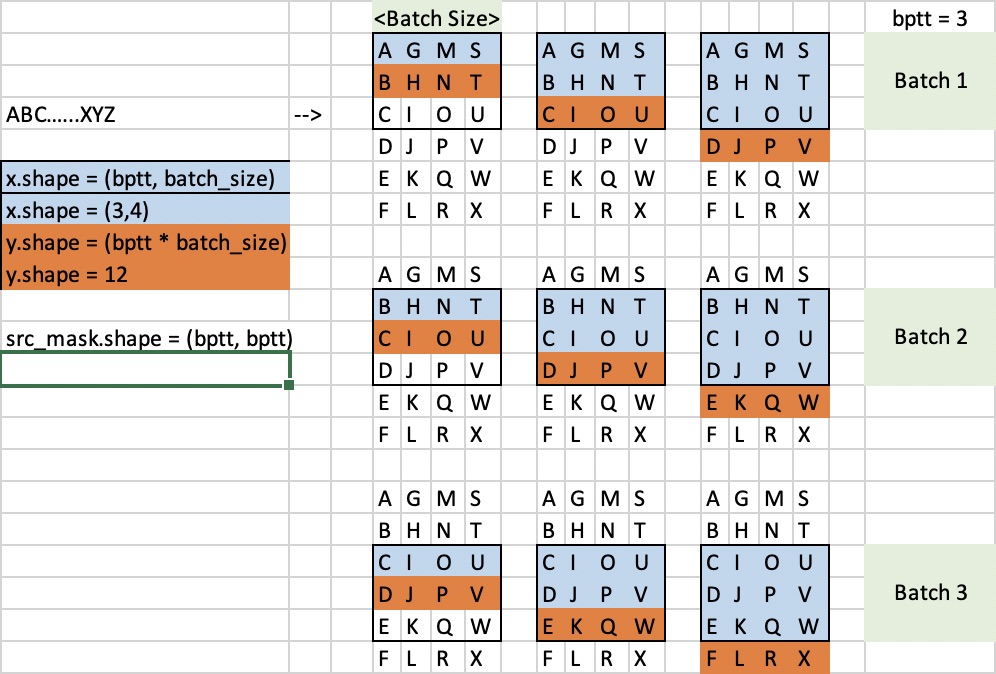 <Batch Size> bptt = 3
A G M S A G M S A G M S
B H N T B H N T B H N T Batch 1
ABC......XYZ --> C I O U C I O U C I O U
D J P V D J P V D J P V
x.shape = (bptt, batch_size) E K Q W E K Q W E K Q W
x.shape = (3,4) F L R X F L R X F L R X
y.shape = (bptt * batch_size)
y.shape = 12 A G M S A G M S A G M S
B H N T B H N T B H N T
src_mask.shape = (bptt, bptt) C I O U C I O U C I O U Batch 2
D J P V D J P V D J P V
E K Q W E K Q W E K Q W
F L R X F L R X F L R X
A G M S A G M S A G M S
B H N T B H N T B H N T
C I O U C I O U C I O U
D J P V D J P V D J P V Batch 3
E K Q W E K Q W E K Q W
F L R X F L R X F L R X